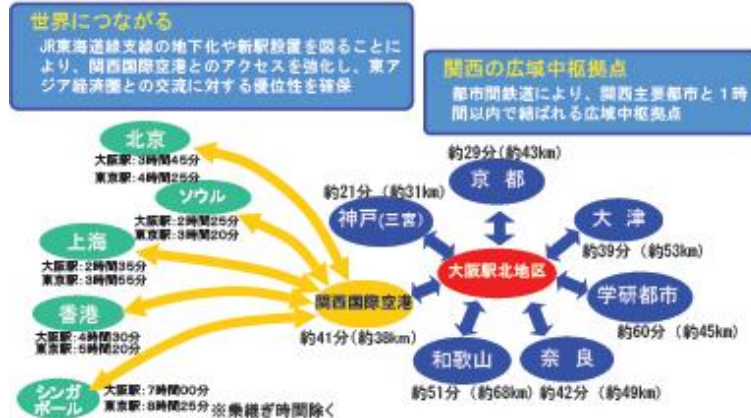 世界につながる
JR東海道線支線の地下化や新駅設置を図ることに
より、関西国際空港とのアクセスを強化し、東ア
ジア経済圏との交流に対する優位性を確保
関西の広域中枢拠点
都市間鉄道により、関西主要都市と1時
間以内で結ばれる広域中枢拠点
北京
大阪駅:3時間45分
東京駅:4時間25分
ソウル
大阪駅:2時間25分
東京駅:3時間20分
上海
大阪駅:2時間35分
東京駅:3時間55分
香港
大阪駅:4時間30分
東京駅:5時間20分
シンガ
ポール
大阪駅:7時間00分
東京駅:8時間25分
※乗継ぎ時間除く
関西国際空港
約41分(約38km)
約21分(約31km)
神戸(三宮)
約29分(約43km)
京都
大津
約39分(約53km)
大阪駅北地区
学研都市
約60分(約45km)
和歌山
約51分(約68km)
奈良
約42分(約49km)